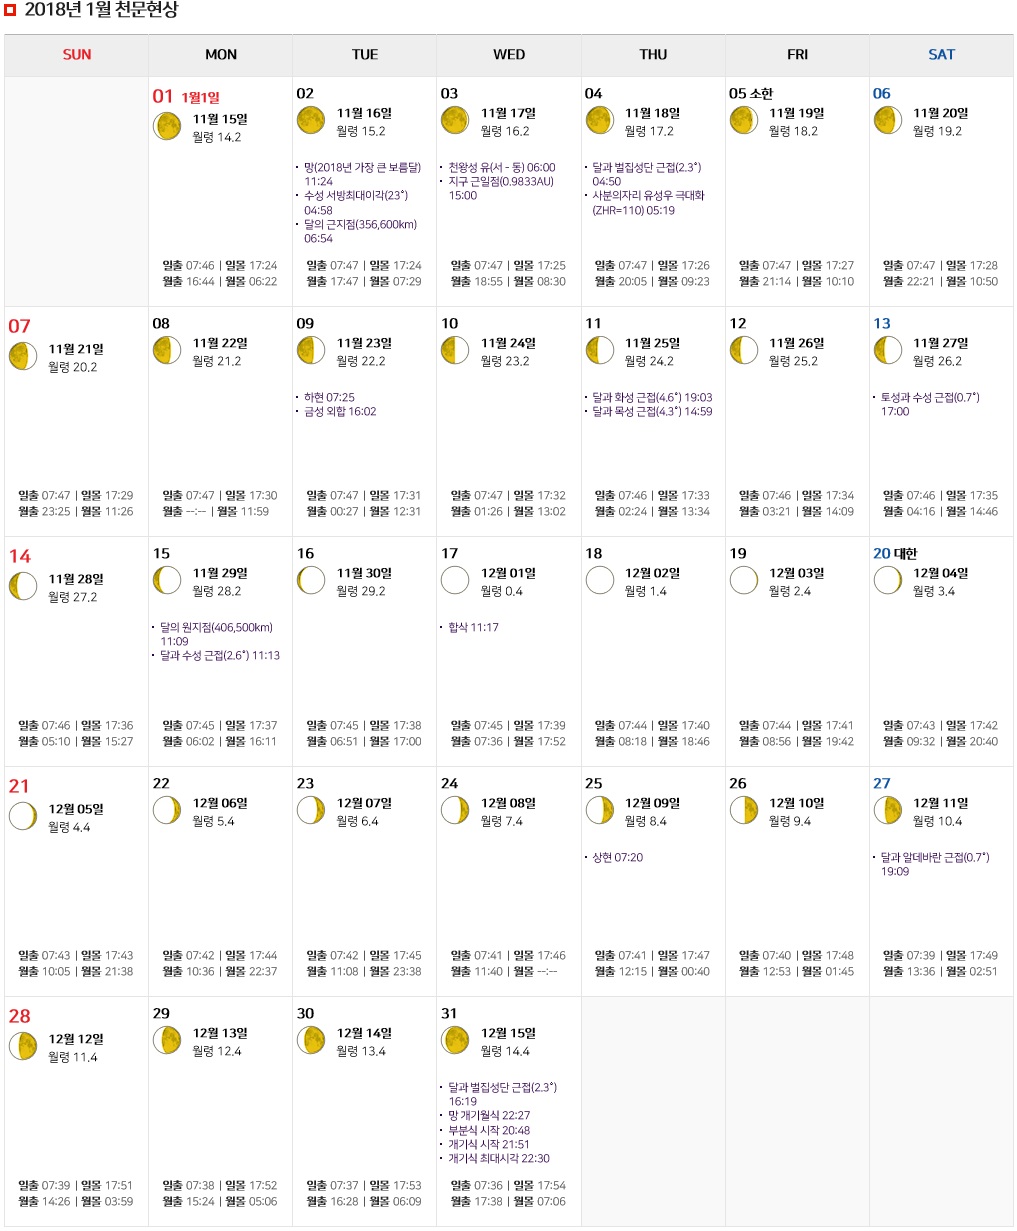 2018년 1월 천문현상
SUN MON TUE WED THU FRI SAT
01 1월1일
11월 15일
월령 14.2
일출 07:46 | 일몰 17:24
월출 16:44 | 월몰 06:22
02
11월 16일
월령 15.2
· 망(2018년 가장 큰 보름달)
11:24
· 수성 서방최대이각(23˚)
04:58
· 달의 근지점(356,600km)
06:54
일출 07:47 | 일몰 17:24
월출 17:47 | 월몰 07:29
03
11월 17일
월령 16.2
· 천왕성 유(서 - 동) 06:00
· 지구 근일점(0.9833AU)
15:00
일출 07:47 | 일몰 17:25
월출 18:55 | 월몰 08:30
04
11월 18일
월령 17.2
· 달과 벌집성단 근접(2.3˚)
04:50
· 사분의자리 유성우 극대화
(ZHR=110) 05:19
일출 07:47 | 일몰 17:26
월출 20:05 | 월몰 09:23
05 소한
11월 19일
월령 18.2
일출 07:47 | 일몰 17:27
월출 21:14 | 월몰 10:10
06
11월 20일
월령 19.2
일출 07:47 | 일몰 17:28
월출 22:21 | 월몰 10:50
07
11월 21일
월령 20.2
일출 07:47 | 일몰 17:29
월출 23:25 | 월몰 11:26
08
11월 22일
월령 21.2
일출 07:47 | 일몰 17:30
월출 --:-- | 월몰 11:59
09
11월 23일
월령 22.2
· 하현 07:25
· 금성 외합 16:02
일출 07:47 | 일몰 17:31
월출 00:27 | 월몰 12:31
10
11월 24일
월령 23.2
일출 07:47 | 일몰 17:32
월출 01:26 | 월몰 13:02
11
11월 25일
월령 24.2
· 달과 화성 근접(4.6˚) 19:03
· 달과 목성 근접(4.3˚) 14:59
일출 07:46 | 일몰 17:33
월출 02:24 | 월몰 13:34
12
11월 26일
월령 25.2
일출 07:46 | 일몰 17:34
월출 03:21 | 월몰 14:09
13
11월 27일
월령 26.2
· 토성과 수성 근접(0.7˚)
17:00
일출 07:46 | 일몰 17:35
월출 04:16 | 월몰 14:46
14
11월 28일
월령 27.2
일출 07:46 | 일몰 17:36
월출 05:10 | 월몰 15:27
15
11월 29일
월령 28.2
· 달의 원지점(406,500km)
11:09
· 달과 수성 근접(2.6˚) 11:13
일출 07:45 | 일몰 17:37
월출 06:02 | 월몰 16:11
16
11월 30일
월령 29.2
일출 07:45 | 일몰 17:38
월출 06:51 | 월몰 17:00
17
12월 01일
월령 0.4
· 합삭 11:17
일출 07:45 | 일몰 17:39
월출 07:36 | 월몰 17:52
18
12월 02일
월령 1.4
일출 07:44 | 일몰 17:40
월출 08:18 | 월몰 18:46
19
12월 03일
월령 2.4
일출 07:44 | 일몰 17:41
월출 08:56 | 월몰 19:42
20 대한
12월 04일
월령 3.4
일출 07:43 | 일몰 17:42
월출 09:32 | 월몰 20:40
21
12월 05일
월령 4.4
일출 07:43 | 일몰 17:43
월출 10:05 | 월몰 21:38
22
12월 06일
월령 5.4
일출 07:42 | 일몰 17:44
월출 10:36 | 월몰 22:37
23
12월 07일
월령 6.4
일출 07:42 | 일몰 17:45
월출 11:08 | 월몰 23:38
24
12월 08일
월령 7.4
일출 07:41 | 일몰 17:46
월출 11:40 | 월몰 --:--
25
12월 09일
월령 8.4
· 상현 07:20
일출 07:41 | 일몰 17:47
월출 12:15 | 월몰 00:40
26
12월 10일
월령 9.4
일출 07:40 | 일몰 17:48
월출 12:53 | 월몰 01:45
27
12월 11일
월령 10.4
· 달과 알데바란 근접(0.7˚)
19:09
일출 07:39 | 일몰 17:49
월출 13:36 | 월몰 02:51
28
12월 12일
월령 11.4
일출 07:39 | 일몰 17:51
월출 14:26 | 월몰 03:59
29
12월 13일
월령 12.4
일출 07:38 | 일몰 17:52
월출 15:24 | 월몰 05:06
30
12월 14일
월령 13.4
일출 07:37 | 일몰 17:53
월출 16:28 | 월몰 06:09
31
12월 15일
월령 14.4
· 달과 벌집성단 근접(2.3˚)
16:19
· 망 개기월식 22:27
· 부분식 시작 20:48
· 개기식 시작 21:51
· 개기식 최대시각 22:30
일출 07:36 | 일몰 17:54
월출 17:38 | 월몰 07:06